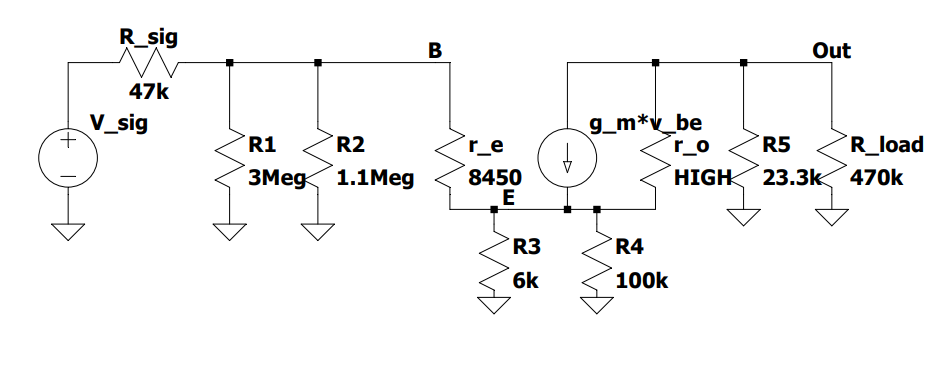 R_sig
47k
V_sig
+
−
R1
3Meg
R2
1.1Meg
B
r_e
8450
E
g_m*v_be
r_o
HIGH
R5
23.3k
Out
R_load
470k
R3
6k
R4
100k